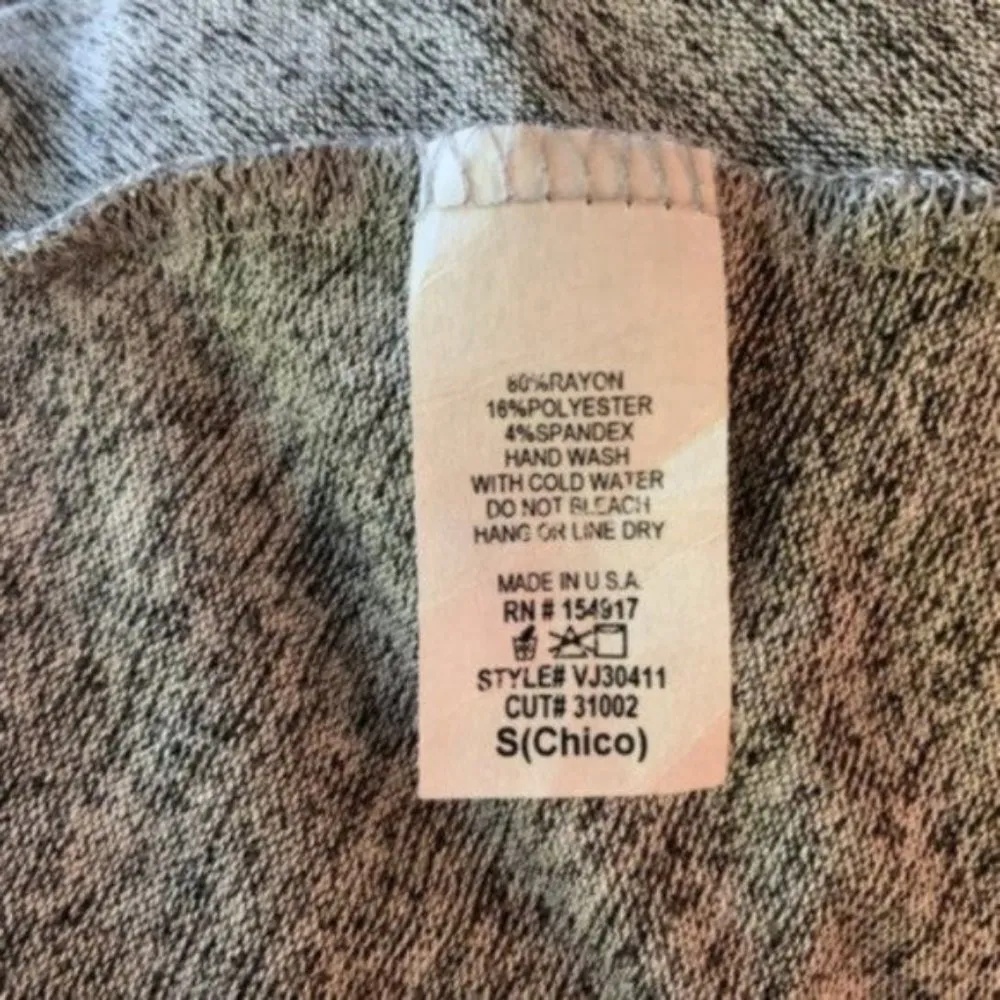 80%RAYON
16%POLYESTER
4%SPANDEX
HAND WASH
WITH COLD WATER
DO NOT BLEACH
HANG OR LINE DRY
MADE IN U.S.A.
RN # 154917
STYLE# VJ30411
CUT# 31002
S(Chico)